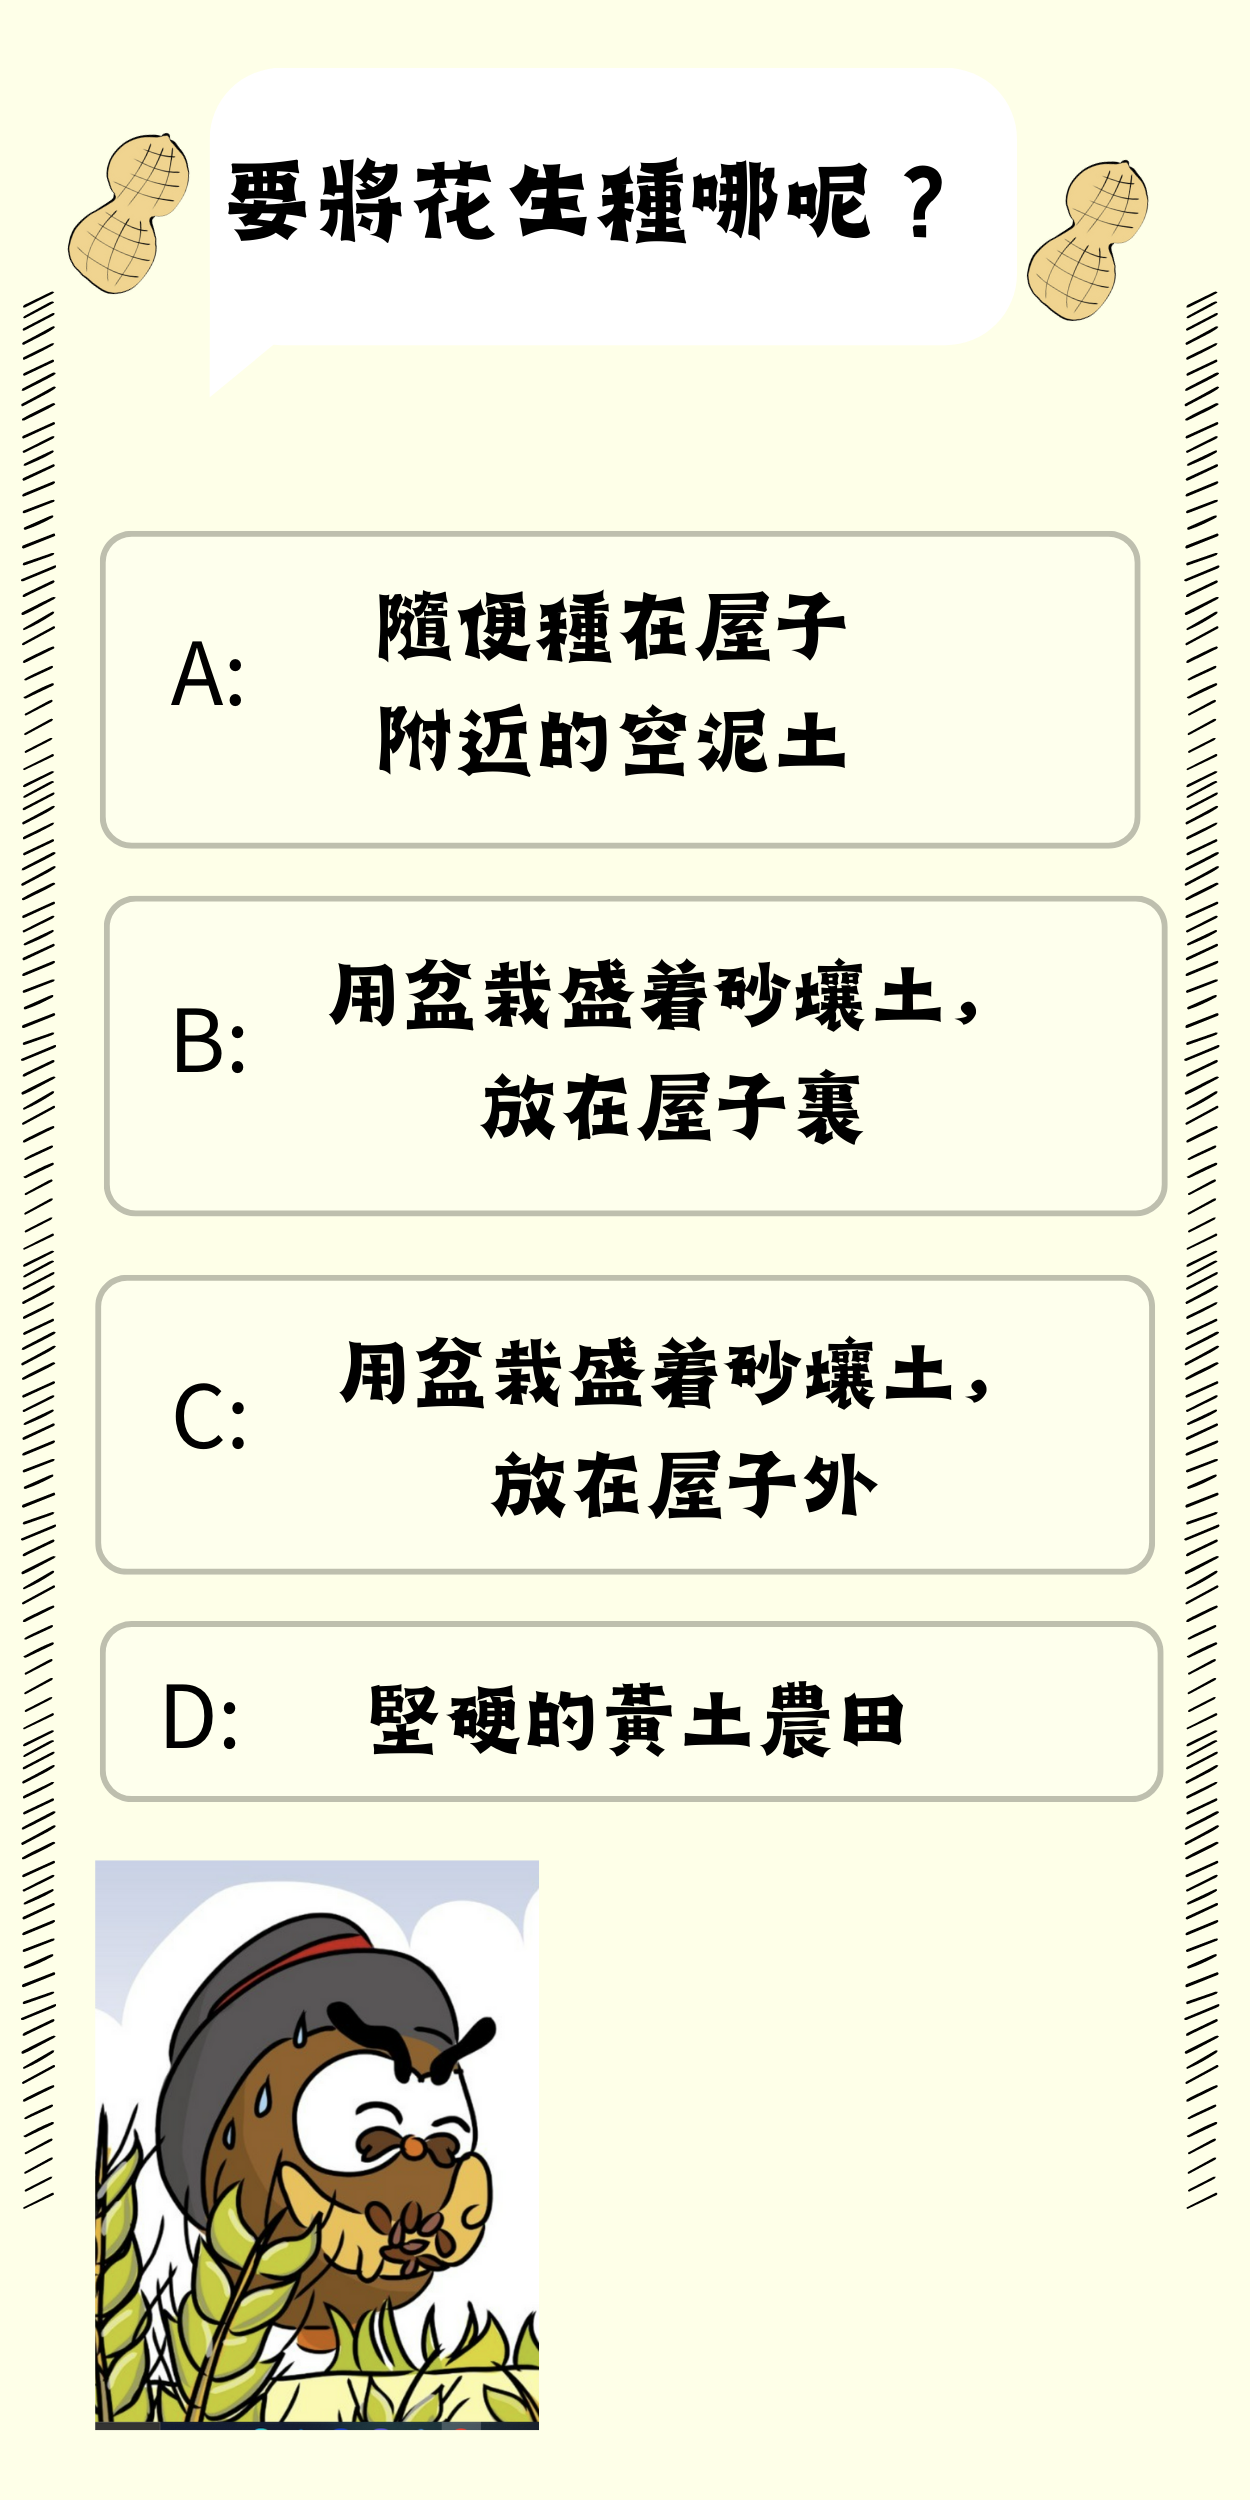 要將花生種哪呢？
A:
隨便種在屋子
附近的空泥土
B:
用盆栽盛著砂壤土，
放在屋子裏
C:
用盆栽盛着砂壤土，
放在屋子外
D:
堅硬的黃土農田